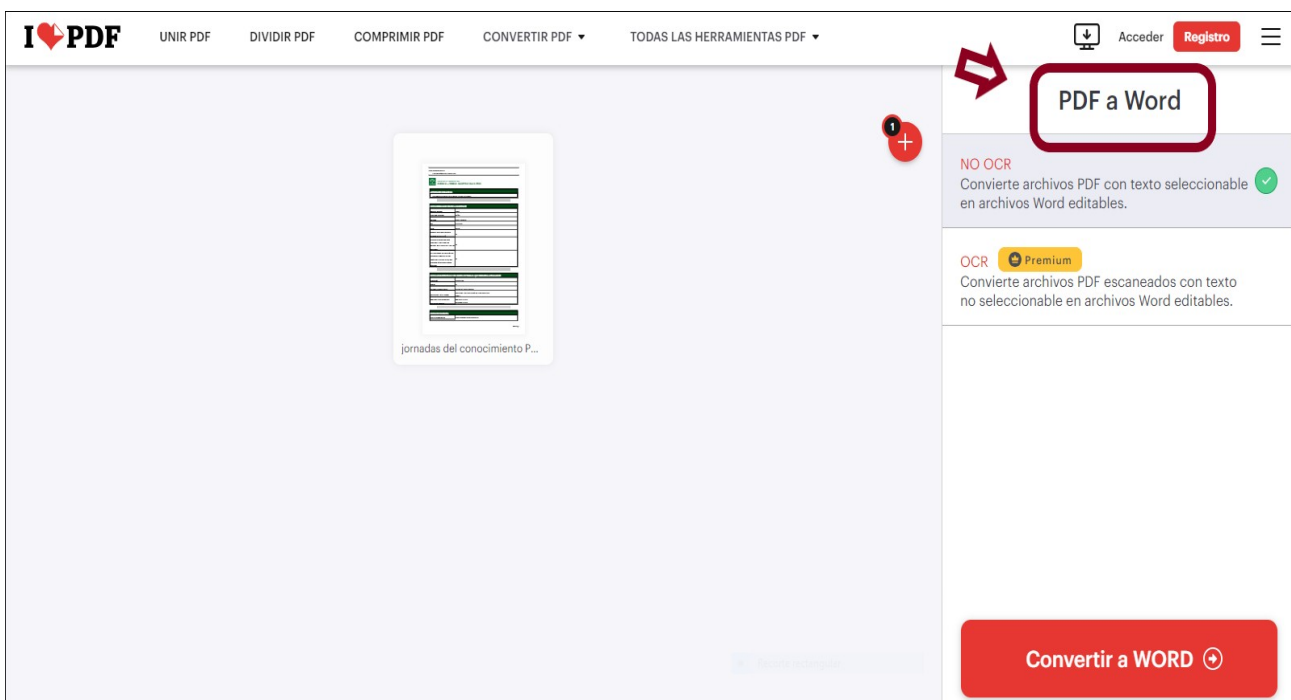 I PDF
UNIR PDF
DIVIDIR PDF
COMPRIMIR PDF
CONVERTIR PDF
TODAS LAS HERRAMIENTAS PDF
Acceder
Registro
PDF a Word
1
NO OCR
Convierte archivos PDF con texto seleccionable
en archivos Word editables.
OCR Premium
Convierte archivos PDF escaneados con texto
no seleccionable en archivos Word editables.
jornadas del conocimiento P...
Convertir a WORD